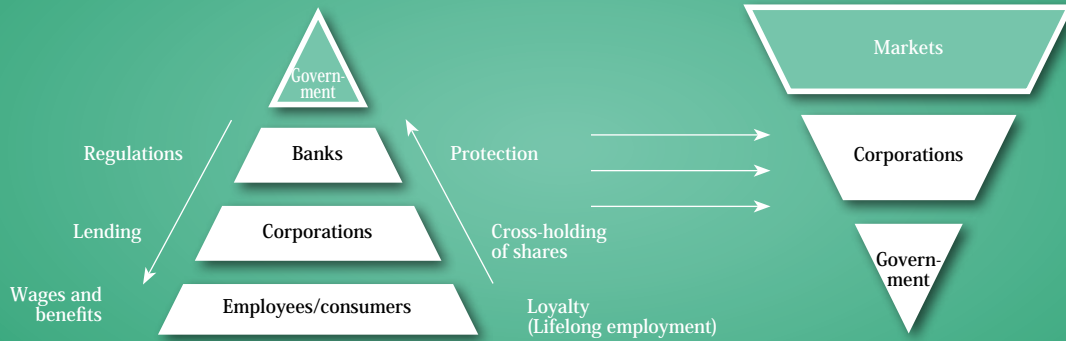 Govern-
ment
Regulations
Banks
Protection
Lending
Corporations
Cross-holding
of shares
Wages and
benefits
Employees/consumers
Loyalty
(Lifelong employment)
Markets
Corporations
Govern-
ment